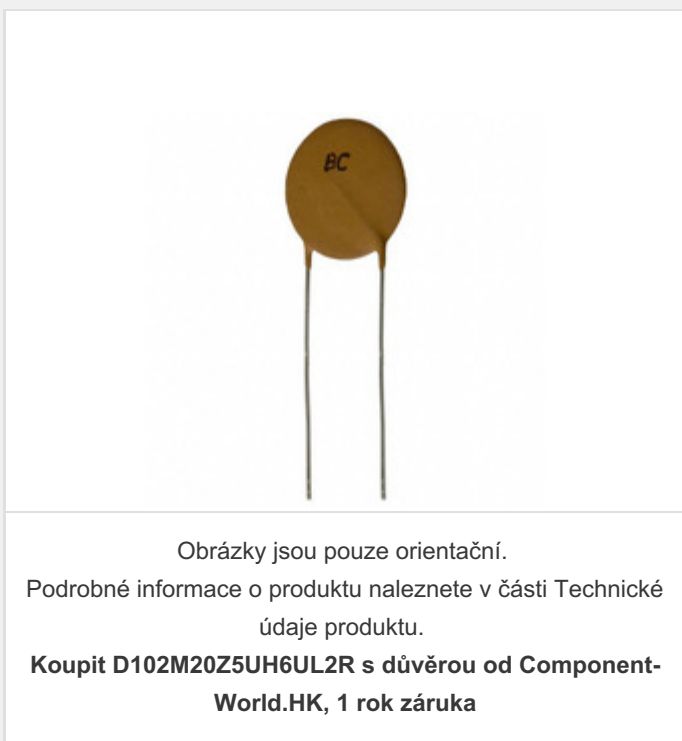 BC
Obrázky jsou pouze orientační.
Podrobné informace o produktu naleznete v části Technické
údaje produktu.
Koupit D102M20Z5UH6UL2R s důvěrou od Component-
World.HK, 1 rok záruka